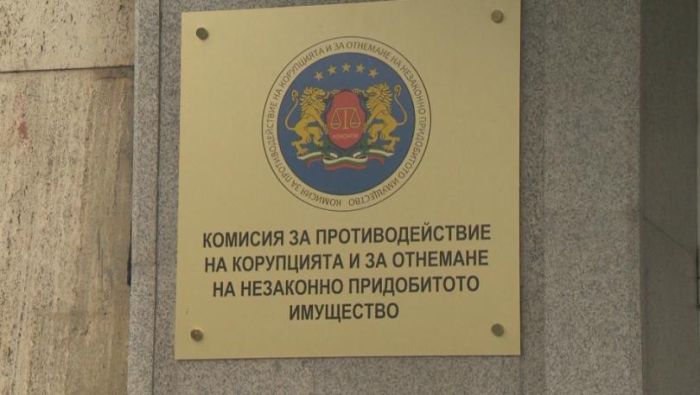 КОМИСИЯ ЗА ПРОТИВОДЕЙСТВИЕ НА КОРУПЦИЯТА И ЗА ОТНЕМАНЕ НА НЕЗАКОННО ПРИДОБИТОТО ИМУЩЕСТВО
КОМИСИЯ ЗА ПРОТИВОДЕЙСТВИЕ
НА КОРУПЦИЯТА И ЗА ОТНЕМАНЕ
НА НЕЗАКОННО ПРИДОБИТОТО
ИМУЩЕСТВО